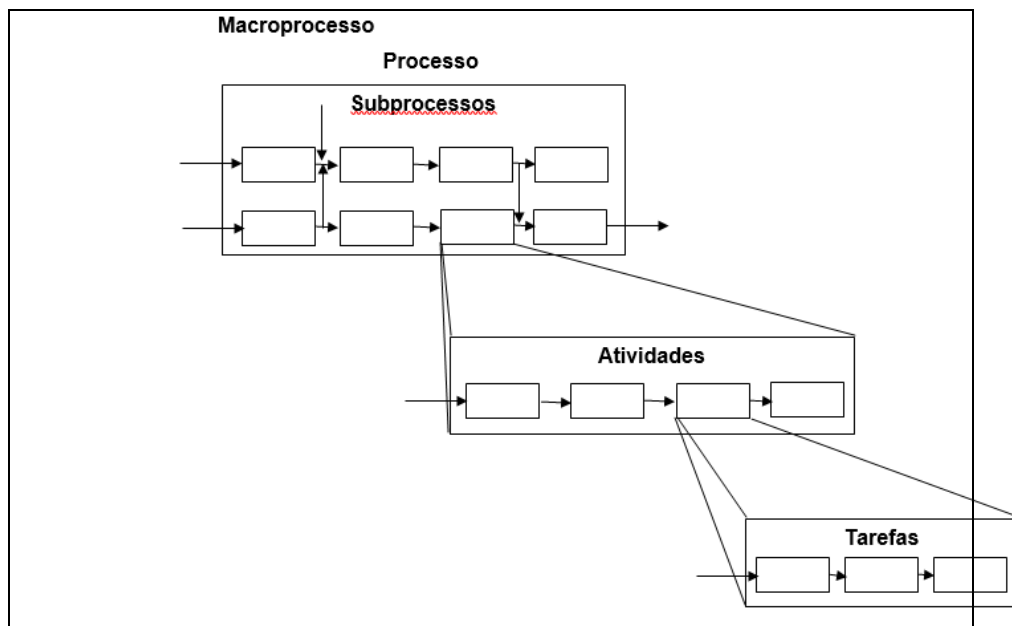 Macroprocesso
Processo
Subprocessos
Atividades
Tarefas